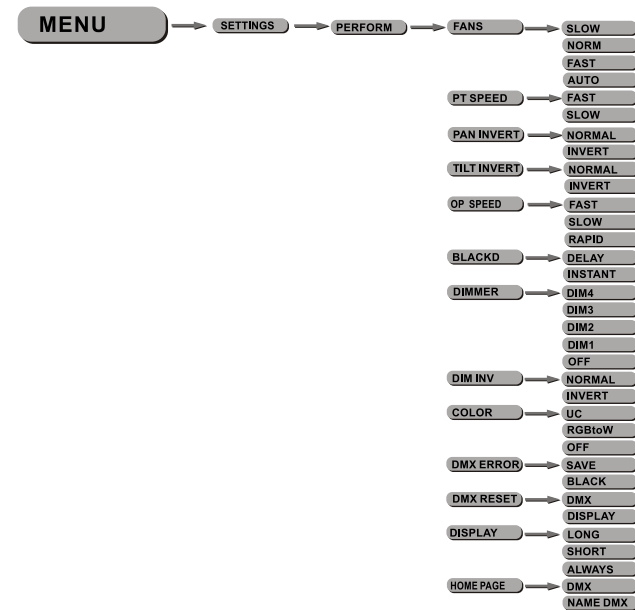 MENU SETTINGS PERFORM FANS SLOW
NORM
FAST
AUTO
PT SPEED FAST
SLOW
PAN INVERT NORMAL
INVERT
TILT INVERT NORMAL
INVERT
OP SPEED FAST
SLOW
RAPID
BLACKD DELAY
INSTANT
DIMMER DIM4
DIM3
DIM2
DIM1
OFF
DIM INV NORMAL
INVERT
COLOR UC
RGBtoW
OFF
DMX ERROR SAVE
BLACK
DMX RESET DMX
DISPLAY
DISPLAY LONG
SHORT
ALWAYS
HOME PAGE DMX
NAME DMX